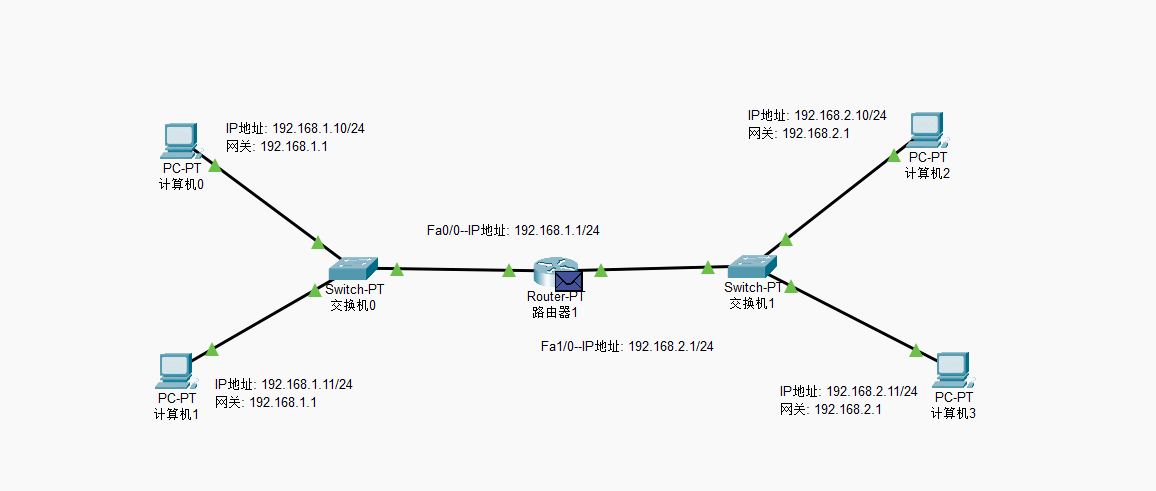 IP地址: 192.168.1.10/24
网关: 192.168.1.1
PC-PT
计算机0
IP地址: 192.168.2.10/24
网关: 192.168.2.1
PC-PT
计算机2
Fa0/0--IP地址: 192.168.1.1/24
Switch-PT
交换机0
Router-PT
路由器1
Switch-PT
交换机1
Fa1/0--IP地址: 192.168.2.1/24
PC-PT
计算机1
IP地址: 192.168.1.11/24
网关: 192.168.1.1
IP地址: 192.168.2.11/24
网关: 192.168.2.1
PC-PT
计算机3